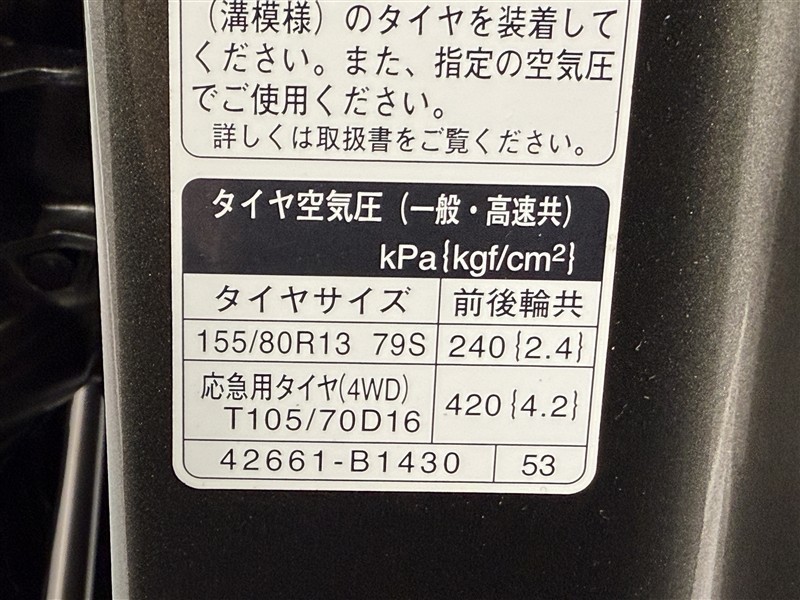 （溝模様）のタイヤを装着して
ください。また、指定の空気圧
でご使用ください。
詳しくは取扱書をご覧ください。
タイヤ空気圧（一般・高速共）
kPa{kgf/cm²}
タイヤサイズ 前後輪共
155/80R13 79S 240{2.4}
応急用タイヤ(4WD)
T105/70D16 420{4.2}
42661-B1430 53